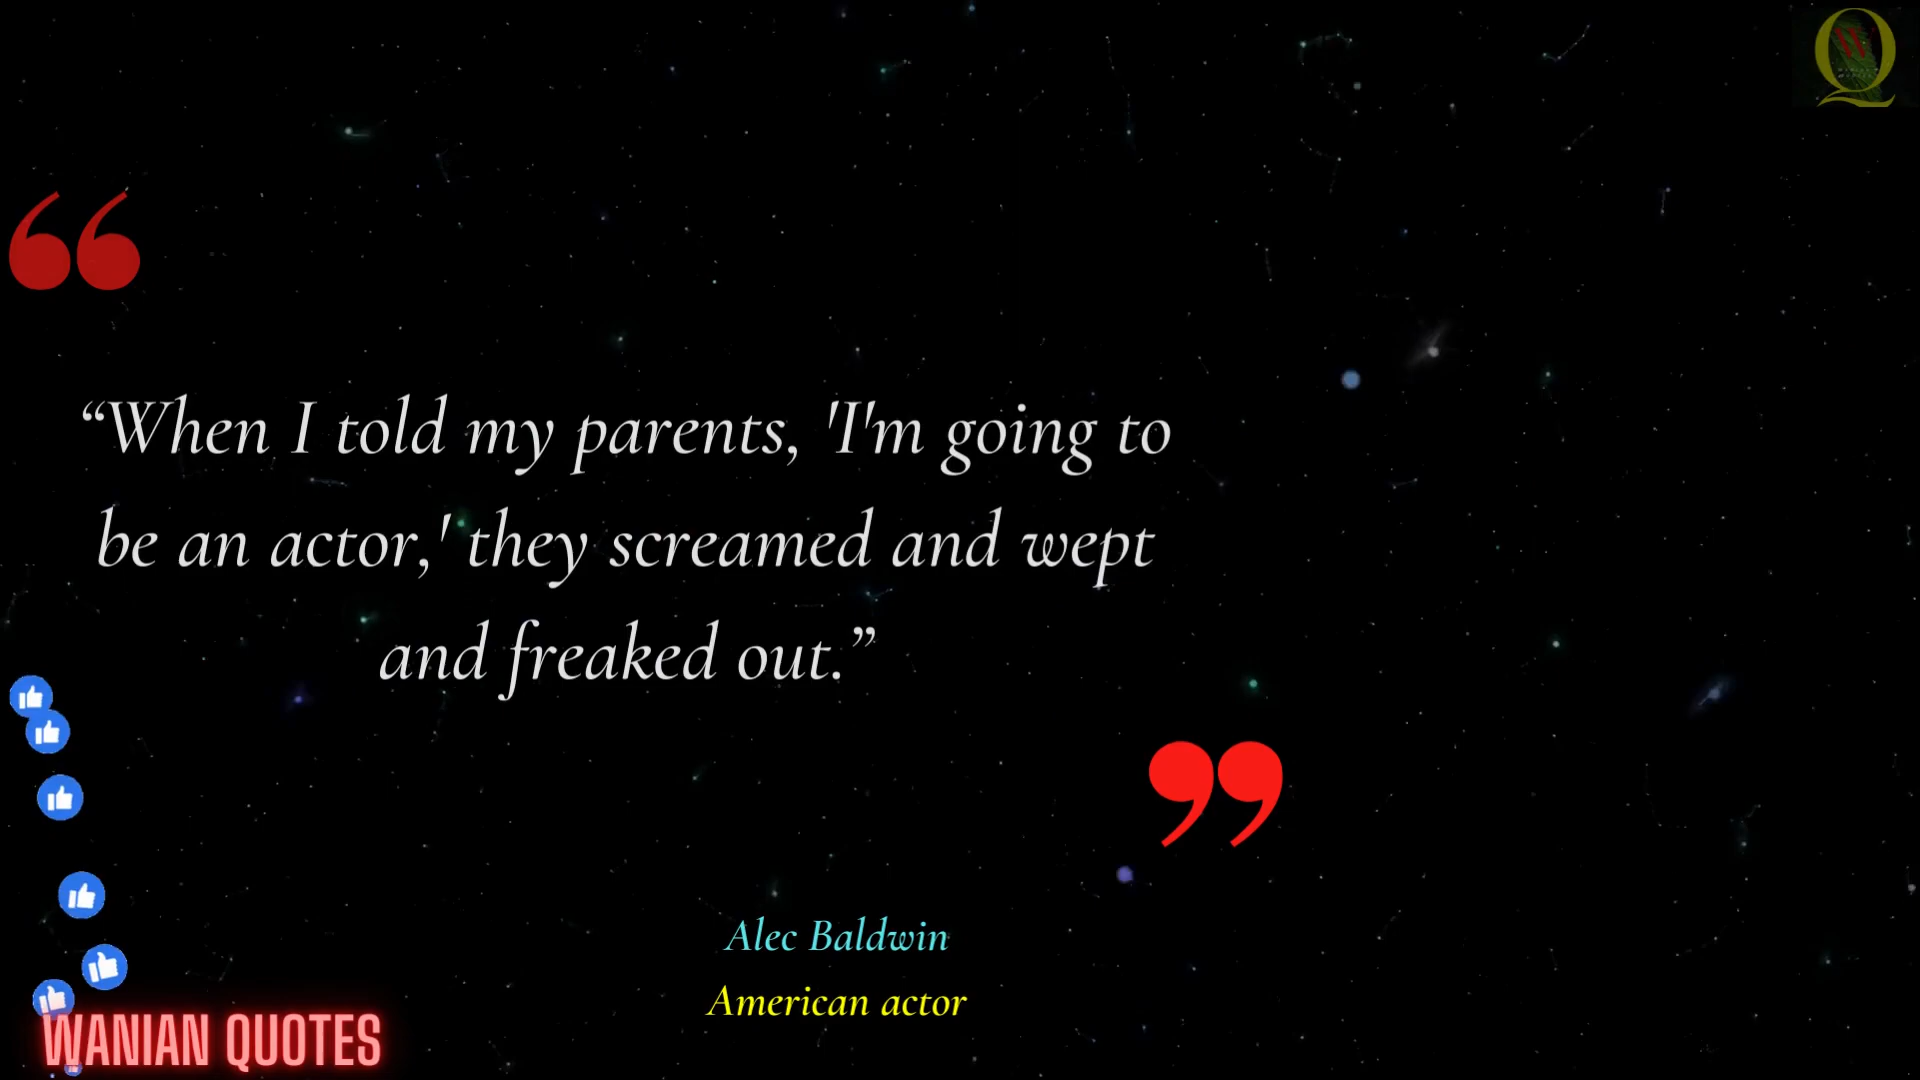 “When I told my parents, 'I'm going to
be an actor,' they screamed and wept
and freaked out.”
Alec Baldwin
American actor
WANIAN QUOTES